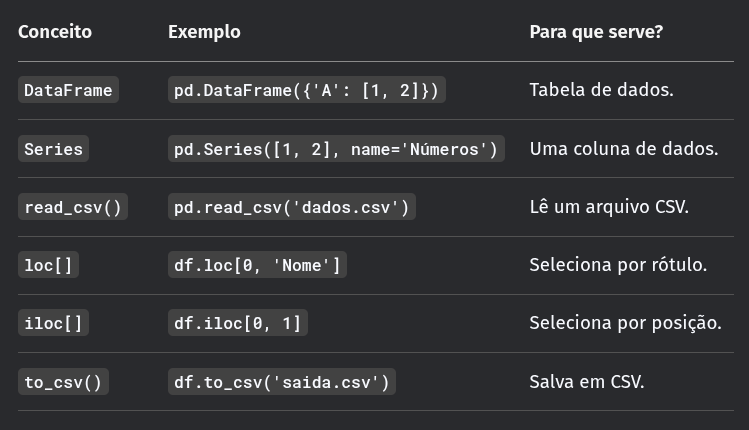 Conceito Exemplo Para que serve?
DataFrame pd.DataFrame({'A': [1, 2]}) Tabela de dados.
Series pd.Series([1, 2], name='Números') Uma coluna de dados.
read_csv() pd.read_csv('dados.csv') Lê um arquivo CSV.
loc[] df.loc[0, 'Nome'] Seleciona por rótulo.
iloc[] df.iloc[0, 1] Seleciona por posição.
to_csv() df.to_csv('saida.csv') Salva em CSV.